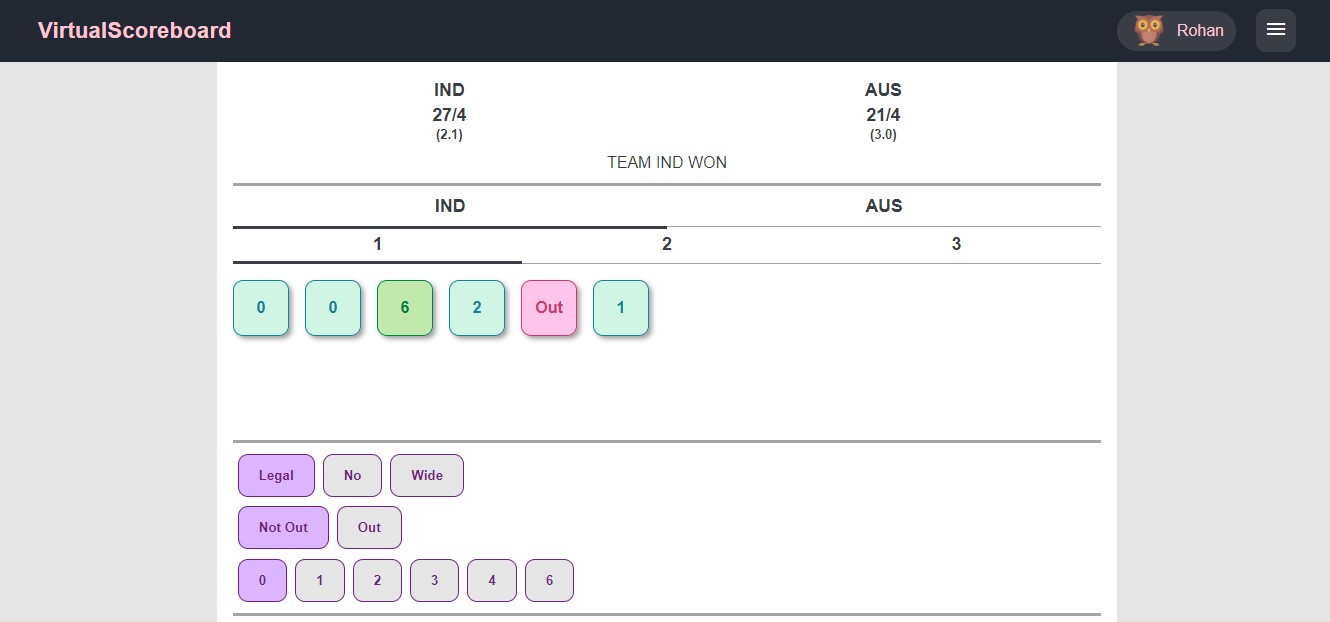 VirtualScoreboard Rohan
IND AUS
27/4 21/4
(2.1) (3.0)
TEAM IND WON
IND AUS
1 2 3
0 0 6 2 Out 1
Legal No Wide
Not Out Out
0 1 2 3 4 6